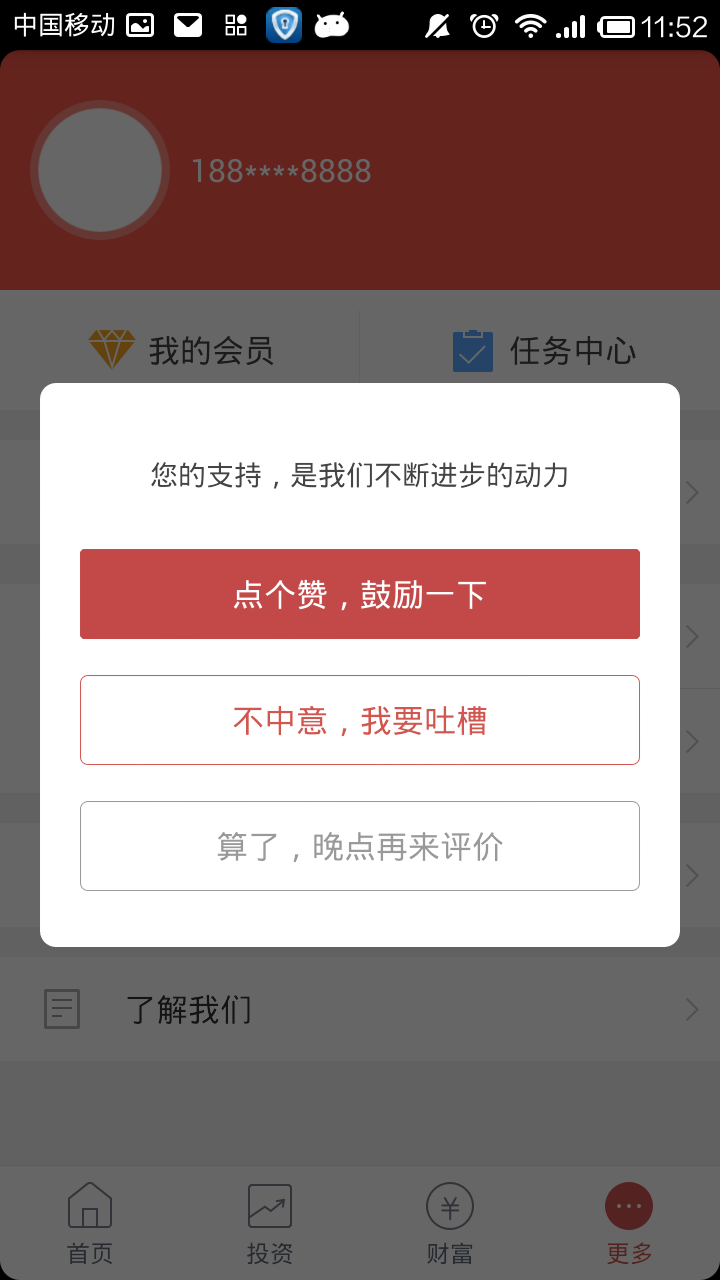 中国移动 11:52
188****8888
我的会员 任务中心
您的支持，是我们不断进步的动力
点个赞，鼓励一下
不中意，我要吐槽
算了，晚点再来评价
了解我们
首页 投资 财富 更多